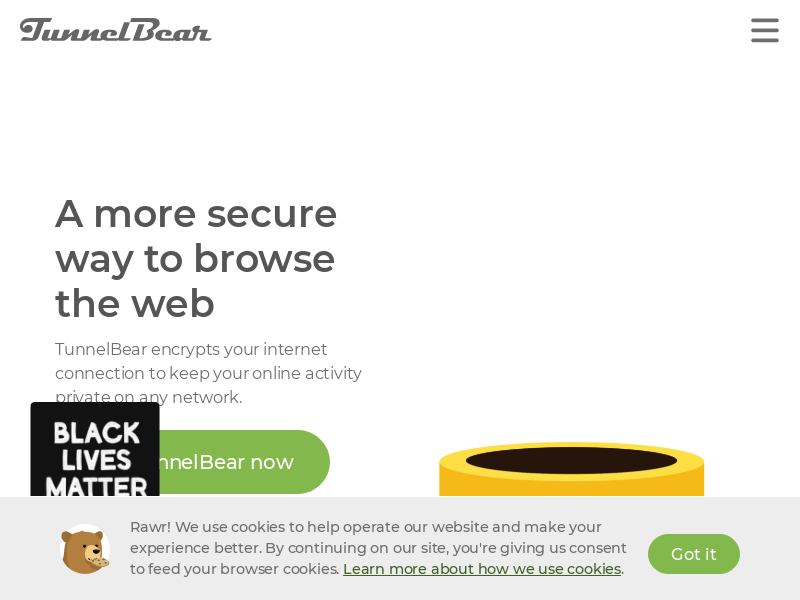 TunnelBear
A more secure
way to browse
the web
TunnelBear encrypts your internet
connection to keep your online activity
private on any network.
BLACK
LIVES
MATTER
now
Rawr! We use cookies to help operate our website and make your
experience better. By continuing on our site, you're giving us consent
to feed your browser cookies. Learn more about how we use cookies.
Got it